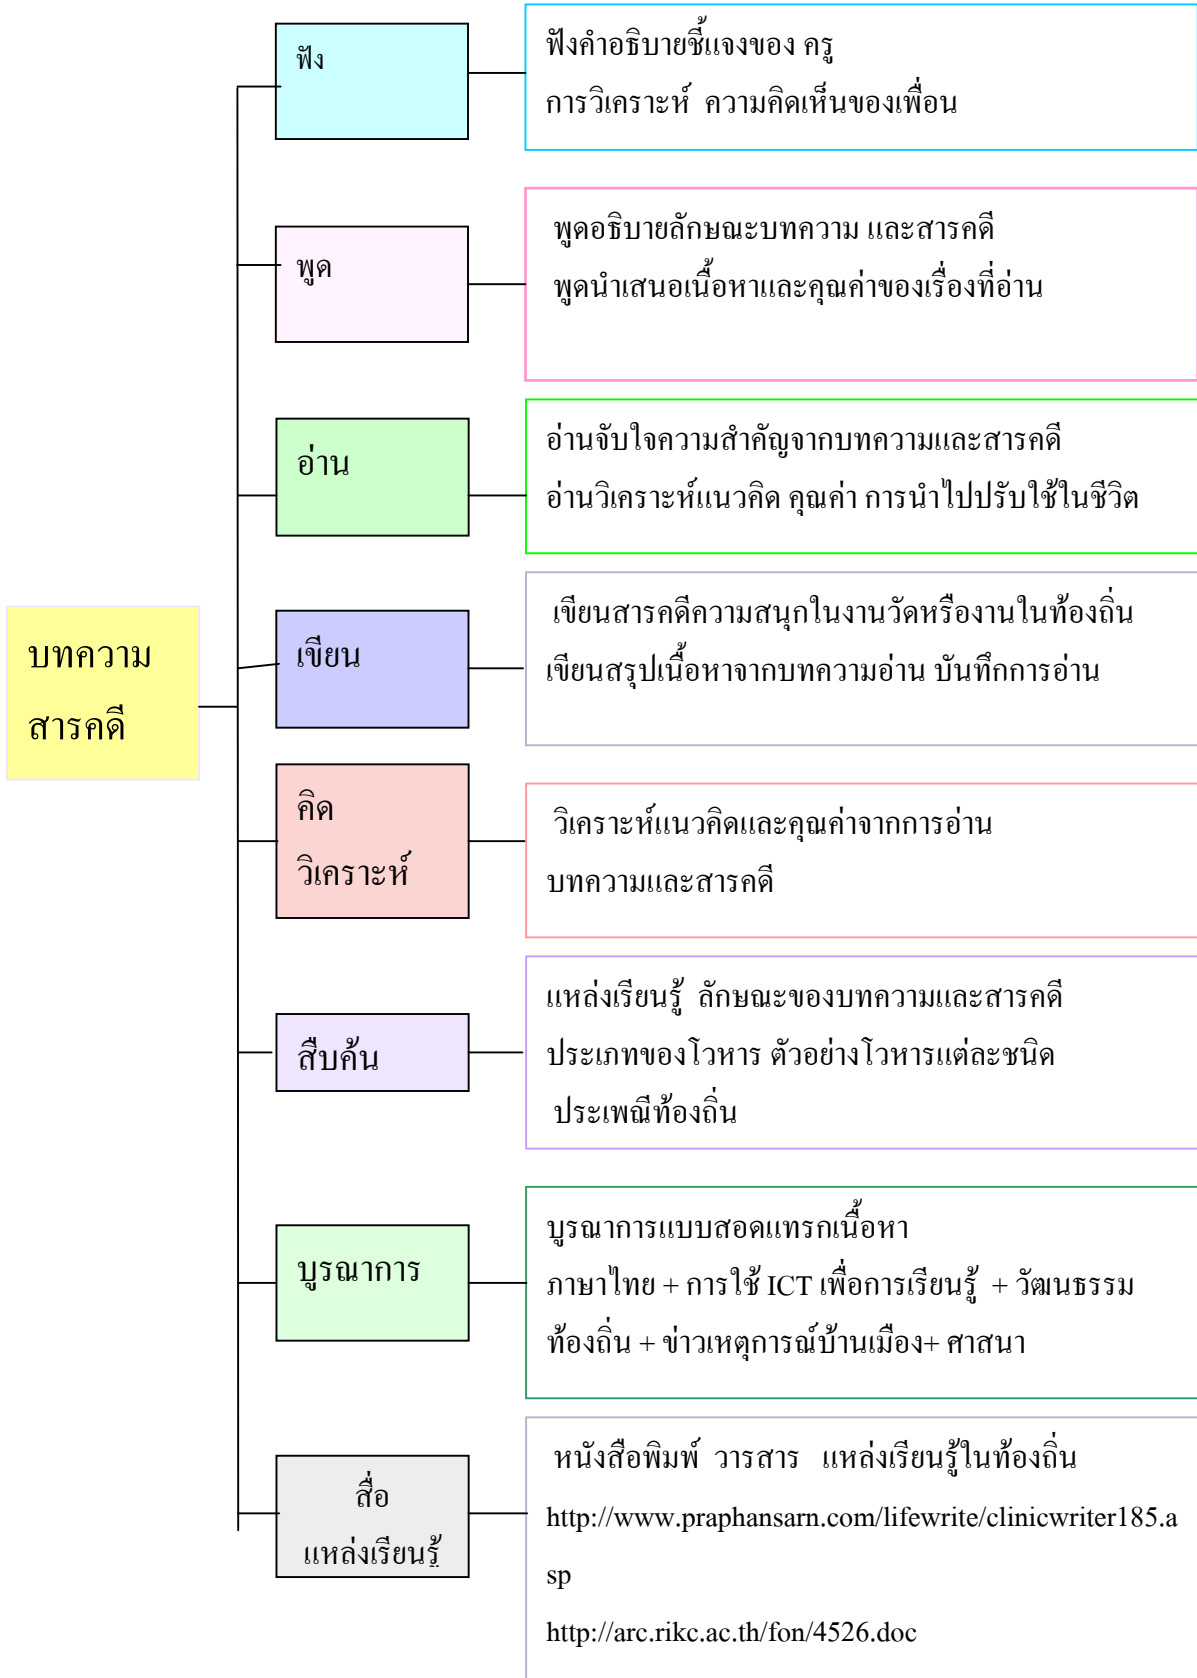 บทความ
สารคดี
ฟัง
ฟังคำอธิบายชี้แจงของ ครู
การวิเคราะห์  ความคิดเห็นของเพื่อน
พูด
พูดอธิบายลักษณะบทความ และสารคดี
พูดนำเสนอเนื้อหาและคุณค่าของเรื่องที่อ่าน
อ่าน
อ่านจับใจความสำคัญจากบทความและสารคดี
อ่านวิเคราะห์แนวคิด คุณค่า การนำไปปรับใช้ในชีวิต
เขียน
เขียนสารคดีความสนุกในงานวัดหรืองานในท้องถิ่น
เขียนสรุปเนื้อหาจากบทความอ่าน บันทึกการอ่าน
คิด
วิเคราะห์
วิเคราะห์แนวคิดและคุณค่าจากการอ่าน
บทความและสารคดี
สืบค้น
แหล่งเรียนรู้  ลักษณะของบทความและสารคดี
ประเภทของโวหาร ตัวอย่างโวหารแต่ละชนิด
ประเพณีท้องถิ่น
บูรณาการ
บูรณาการแบบสอดแทรกเนื้อหา
ภาษาไทย + การใช้ ICT เพื่อการเรียนรู้  + วัฒนธรรม
ท้องถิ่น + ข่าวเหตุการณ์บ้านเมือง+ ศาสนา
สื่อ
แหล่งเรียนรู้
หนังสือพิมพ์  วารสาร   แหล่งเรียนรู้ในท้องถิ่น
http://www.praphansarn.com/lifewrite/clinicwriter185.a
sp
http://arc.rikc.ac.th/fon/4526.doc